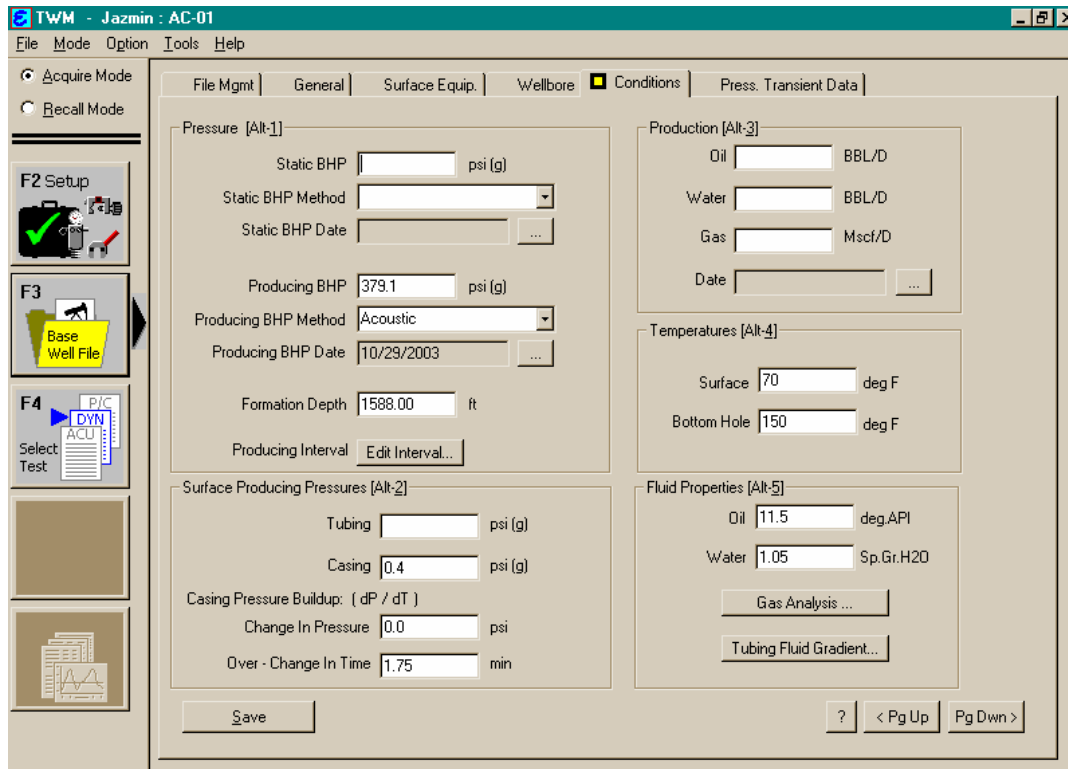 TWM - Jazmin : AC-01
File Mode Option Tools Help
Acquire Mode
Recall Mode
F2 Setup
F3
Base
Well File
F4
P/C
DYN
ACU
Select
Test
File Mgmt General Surface Equip. Wellbore Conditions Press. Transient Data
Pressure [Alt-1]
Static BHP psi (g)
Static BHP Method
Static BHP Date ...
Producing BHP 379.1 psi (g)
Producing BHP Method Acoustic
Producing BHP Date 10/29/2003 ...
Formation Depth 1588.00 ft
Producing Interval Edit Interval...
Surface Producing Pressures [Alt-2]
Tubing psi (g)
Casing 0.4 psi (g)
Casing Pressure Buildup: ( dP / dT )
Change In Pressure 0.0 psi
Over - Change In Time 1.75 min
Production [Alt-3]
Oil BBL/D
Water BBL/D
Gas Mscf/D
Date ...
Temperatures [Alt-4]
Surface 70 deg F
Bottom Hole 150 deg F
Fluid Properties [Alt-5]
Oil 11.5 deg.API
Water 1.05 Sp.Gr.H2O
Gas Analysis ...
Tubing Fluid Gradient...
Save ? < Pg Up Pg Dwn >